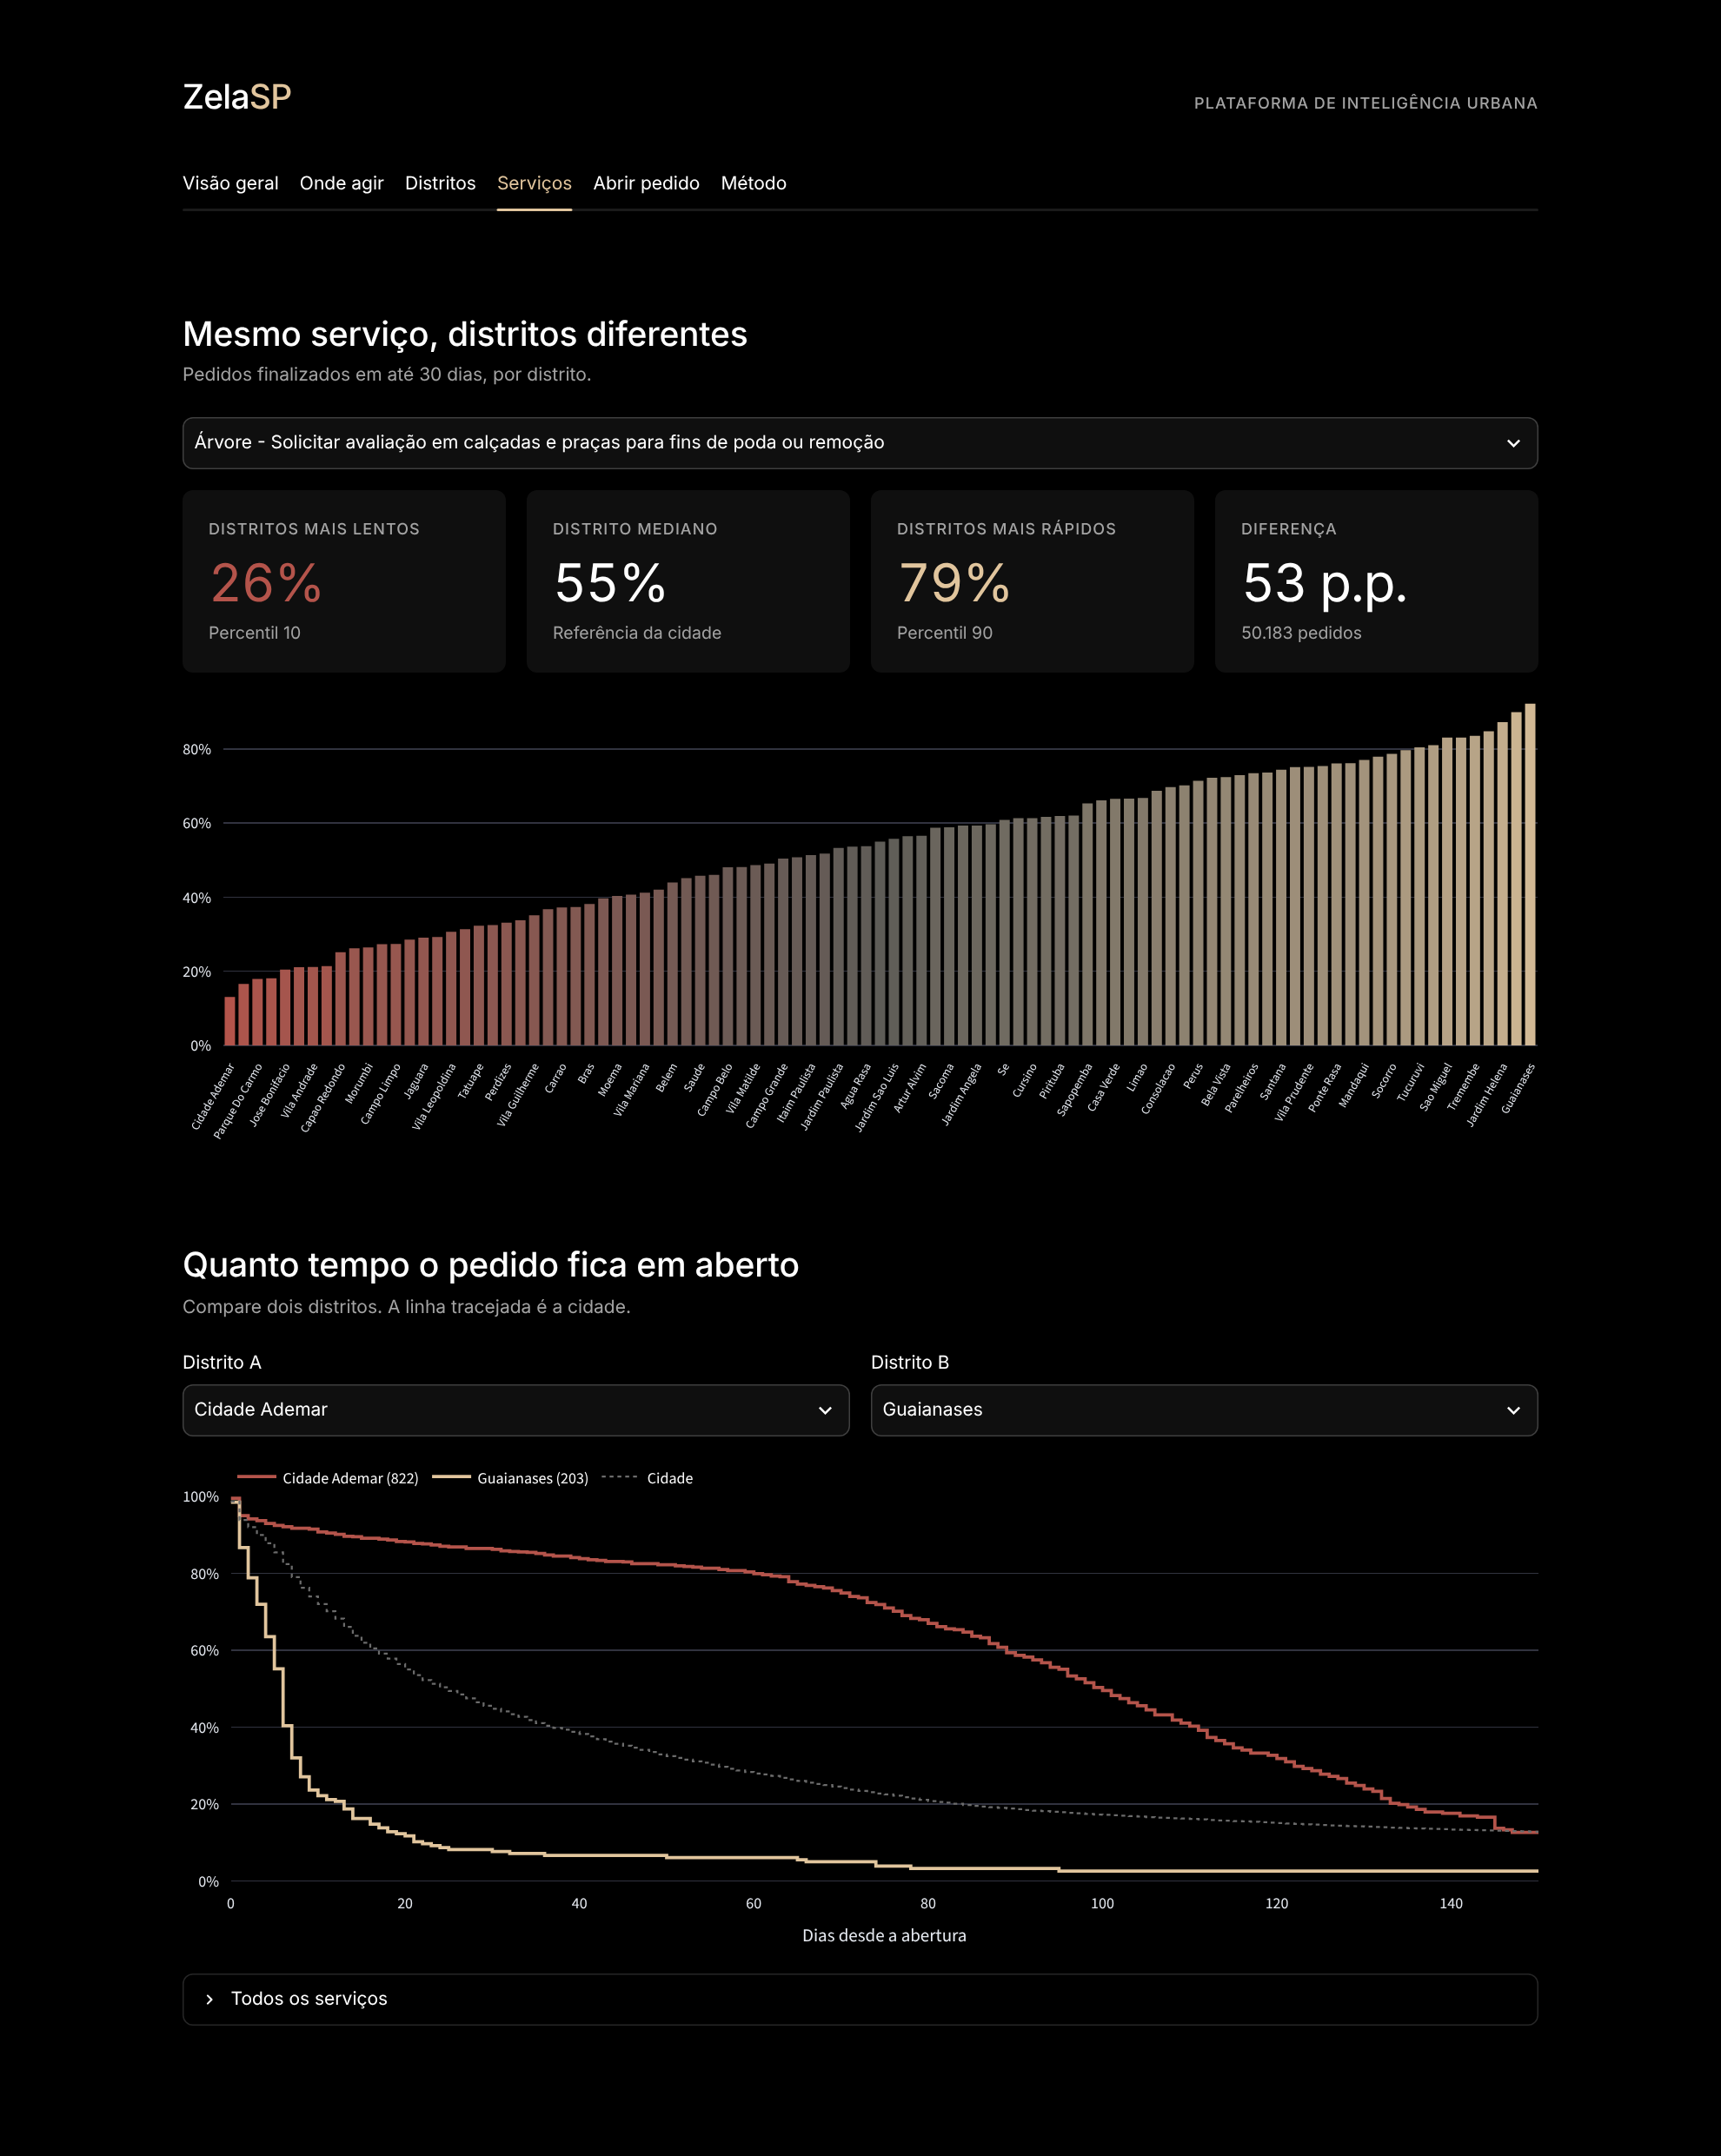 ZelaSP
PLATAFORMA DE INTELIGÊNCIA URBANA
Visão geral Onde agir Distritos Serviços Abrir pedido Método
Mesmo serviço, distritos diferentes
Pedidos finalizados em até 30 dias, por distrito.
Árvore - Solicitar avaliação em calçadas e praças para fins de poda ou remoção
DISTRITOS MAIS LENTOS
26%
Percentil 10
DISTRITO MEDIANO
55%
Referência da cidade
DISTRITOS MAIS RÁPIDOS
79%
Percentil 90
DIFERENÇA
53 p.p.
50.183 pedidos
80%
60%
40%
20%
0%
Cidade Ademar
Parque Do Carmo
Jose Bonifacio
Vila Andrade
Capao Redondo
Morumbi
Campo Limpo
Jaguara
Vila Leopoldina
Tatuape
Perdizes
Vila Guilherme
Carrao
Bras
Moema
Vila Mariana
Belem
Saude
Campo Belo
Vila Matilde
Campo Grande
Itaim Paulista
Jardim Paulista
Agua Rasa
Jardim Sao Luis
Artur Alvim
Sacoma
Jardim Angela
Se
Cursino
Pirituba
Sapopemba
Casa Verde
Limao
Consolacao
Perus
Bela Vista
Parelheiros
Santana
Vila Prudente
Ponte Rasa
Mandaqui
Socorro
Tucuruvi
Sao Miguel
Tremembe
Jardim Helena
Guaianases
Quanto tempo o pedido fica em aberto
Compare dois distritos. A linha tracejada é a cidade.
Distrito A
Cidade Ademar
Distrito B
Guaianases
Cidade Ademar (822) Guaianases (203) Cidade
100%
80%
60%
40%
20%
0%
0 20 40 60 80 100 120 140
Dias desde a abertura
Todos os serviços